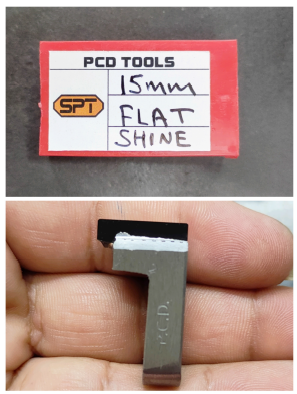 PCD TOOLS
SPT
15mm
FLAT
SHINE
P.C.D.